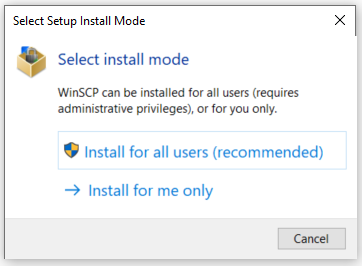 Select Setup Install Mode
Select install mode
WinSCP can be installed for all users (requires
administrative privileges), or for you only.
Install for all users (recommended)
Install for me only
Cancel